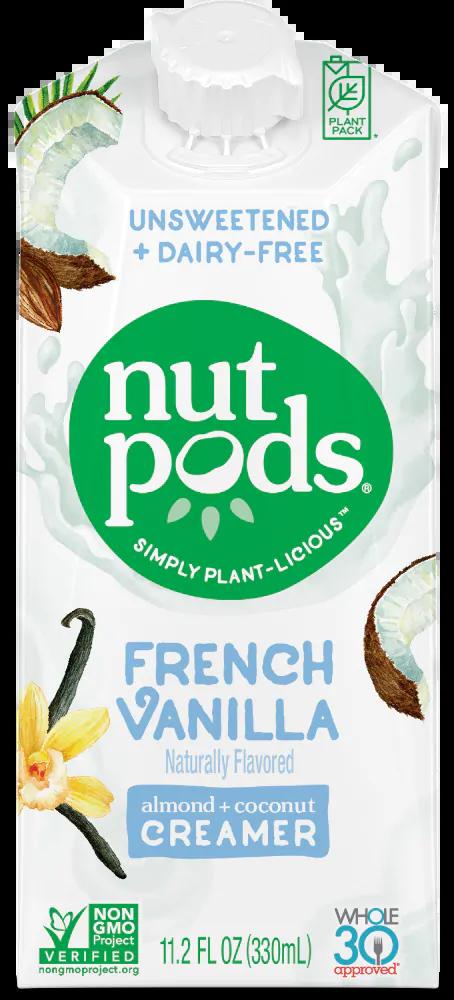 PLANT
PACK
UNSWEETENED
+ DAIRY-FREE
nut
pods®
SIMPLY PLANT-LICIOUS™
FRENCH
VANILLA
Naturally Flavored
almond + coconut
CREAMER
NON
GMO
Project
VERIFIED
nongmoproject.org
11.2 FL OZ (330mL)
WHOLE
30
approved®